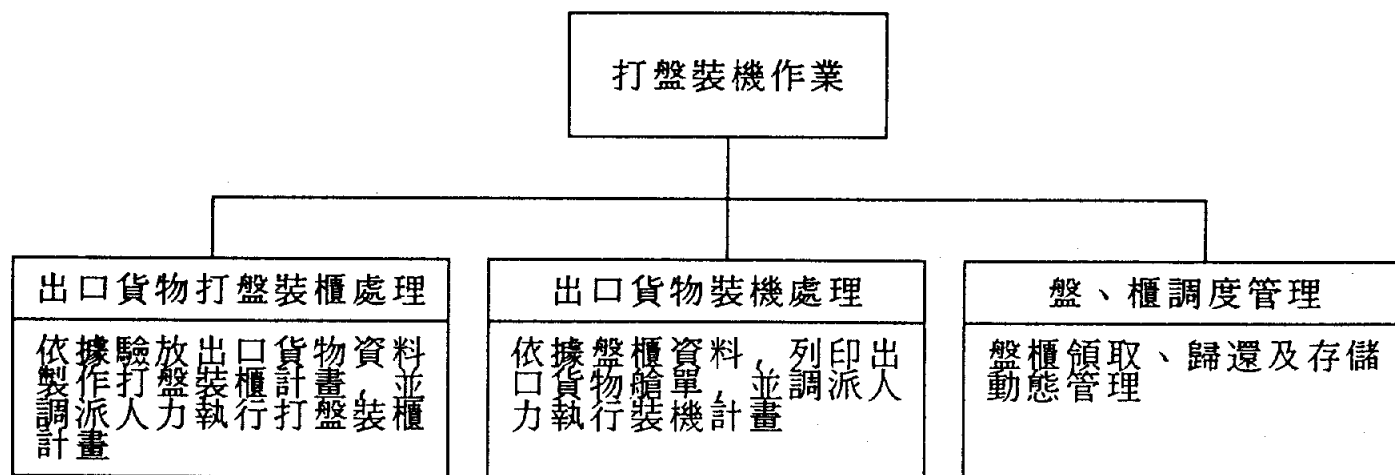 打盤裝機作業
出口貨物打盤裝櫃處理
依據驗放出口貨物資料
製作打盤裝櫃計畫,並
調派人力執行打盤裝櫃
計畫
出口貨物裝機處理
依據盤櫃資料,列印出
口貨物艙單,並調派人
力執行裝機計畫
盤、櫃調度管理
盤櫃領取、歸還及存儲
動態管理